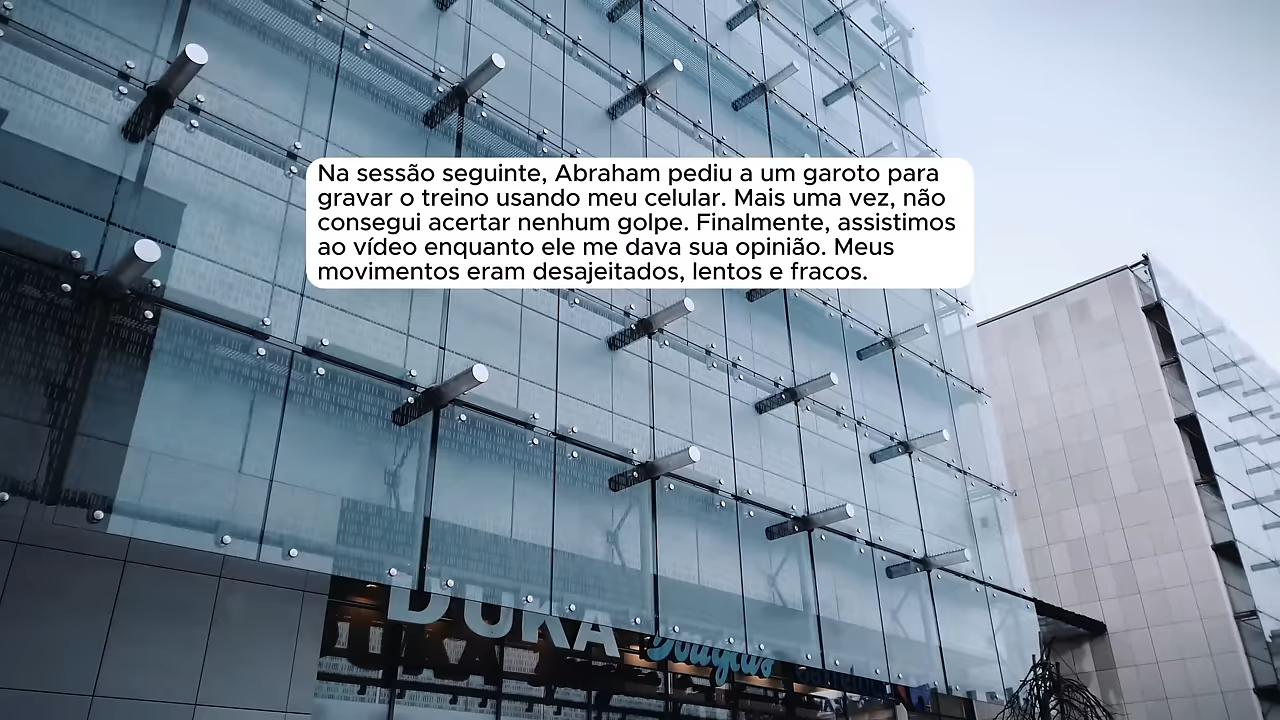 Na sessão seguinte, Abraham pediu a um garoto para
gravar o treino usando meu celular. Mais uma vez, não
consegui acertar nenhum golpe. Finalmente, assistimos
ao vídeo enquanto ele me dava sua opinião. Meus
movimentos eram desajeitados, lentos e fracos.
DUKA
Douglas